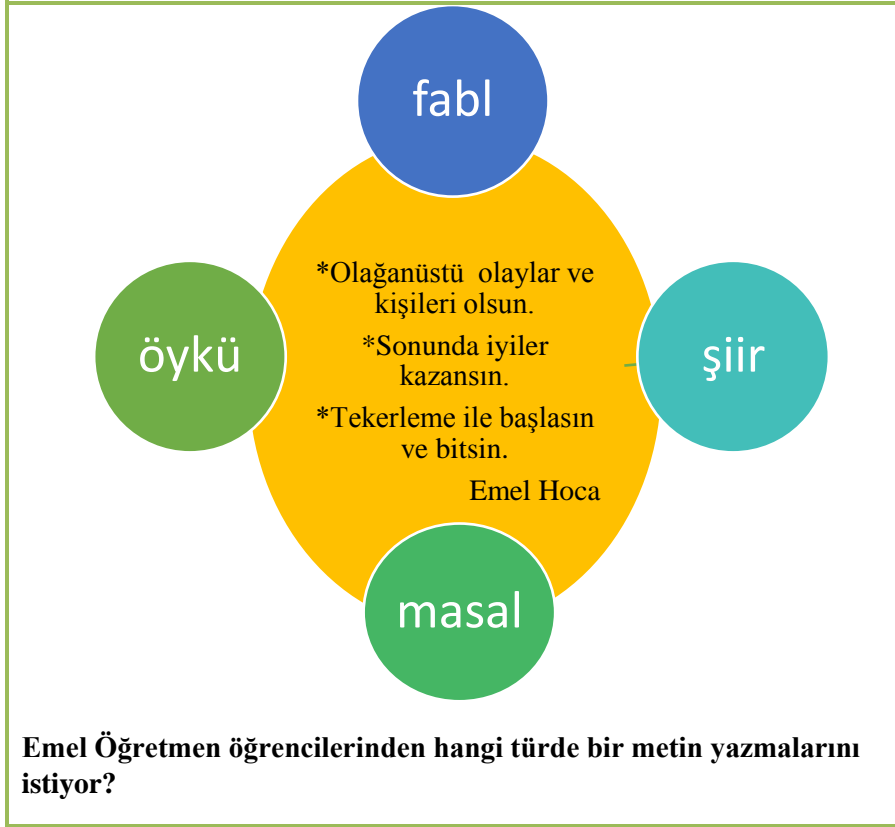 fabl
*Olağanüstü olaylar ve
kişileri olsun.
*Sonunda iyiler
kazansın.
*Tekerleme ile başlasın
ve bitsin.
Emel Hoca
öykü
şiir
masal
Emel Öğretmen öğrencilerinden hangi türde bir metin yazmalarını
istiyor?